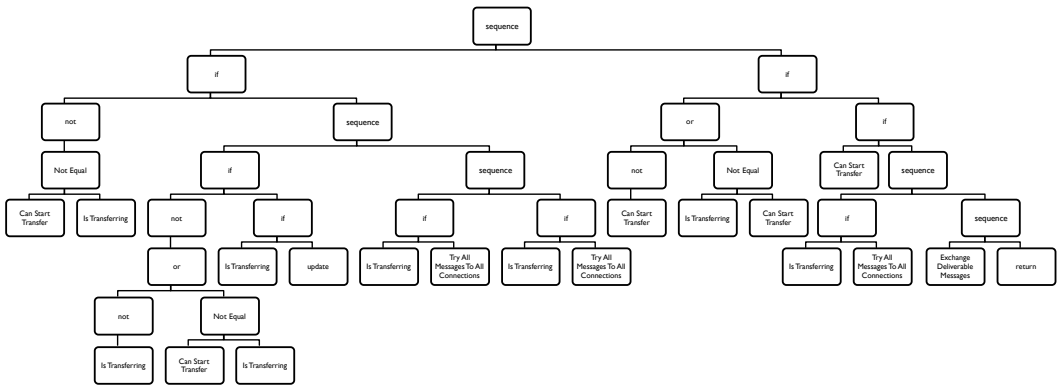 sequence
if
if
not
sequence
or
if
Not Equal
if
sequence
not
Not Equal
Can Start
Transfer
sequence
Can Start
Transfer
Is Transferring
not
if
if
if
Can Start
Transfer
Is Transferring
Can Start
Transfer
if
sequence
or
Is Transferring
update
Is Transferring
Try All
Messages To All
Connections
Is Transferring
Try All
Messages To All
Connections
Is Transferring
Try All
Messages To All
Connections
Exchange
Deliverable
Messages
return
not
Not Equal
Is Transferring
Can Start
Transfer
Is Transferring